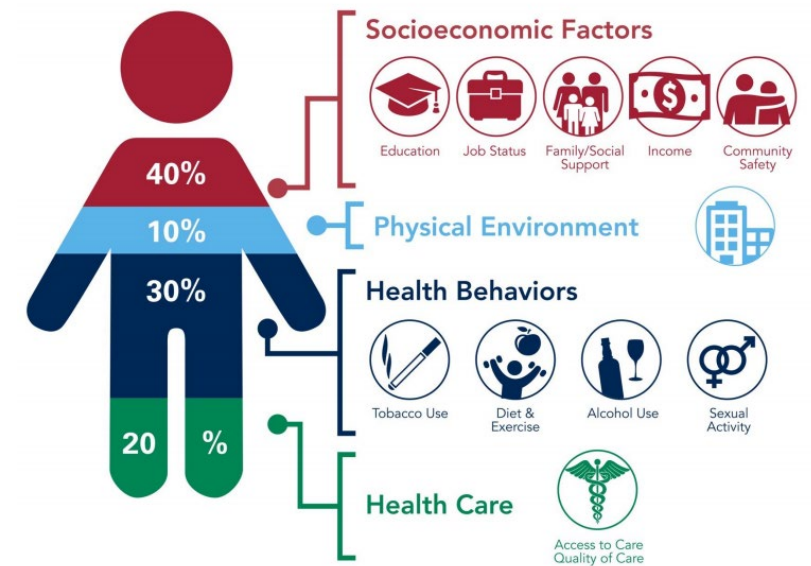 Socioeconomic Factors
$
Education
Job Status
Family/Social
Support
Income
Community
Safety
40%
10%
Physical Environment
30%
Health Behaviors
Tobacco Use
Diet &
Exercise
Alcohol Use
Sexual
Activity
20 %
Health Care
Access to Care
Quality of Care